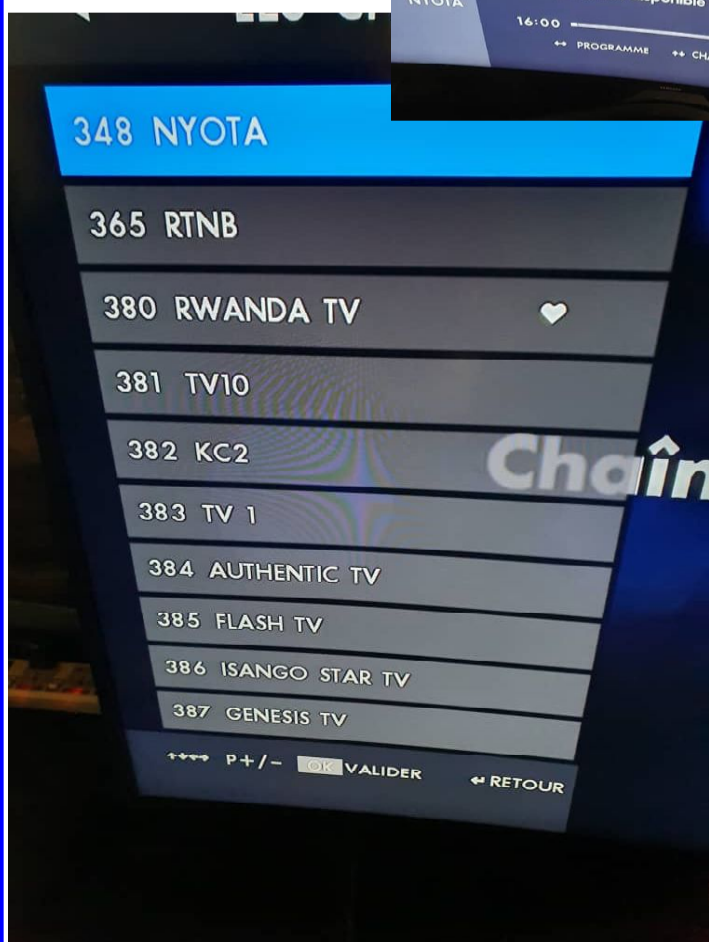 NYOTA
16:00
PROGRAMME
348 NYOTA
365 RTNB
380 RWANDA TV
381 TV10
382 KC2
383 TV 1
384 AUTHENTIC TV
385 FLASH TV
386 ISANGO STAR TV
387 GENESIS TV
P+/- OK VALIDER RETOUR